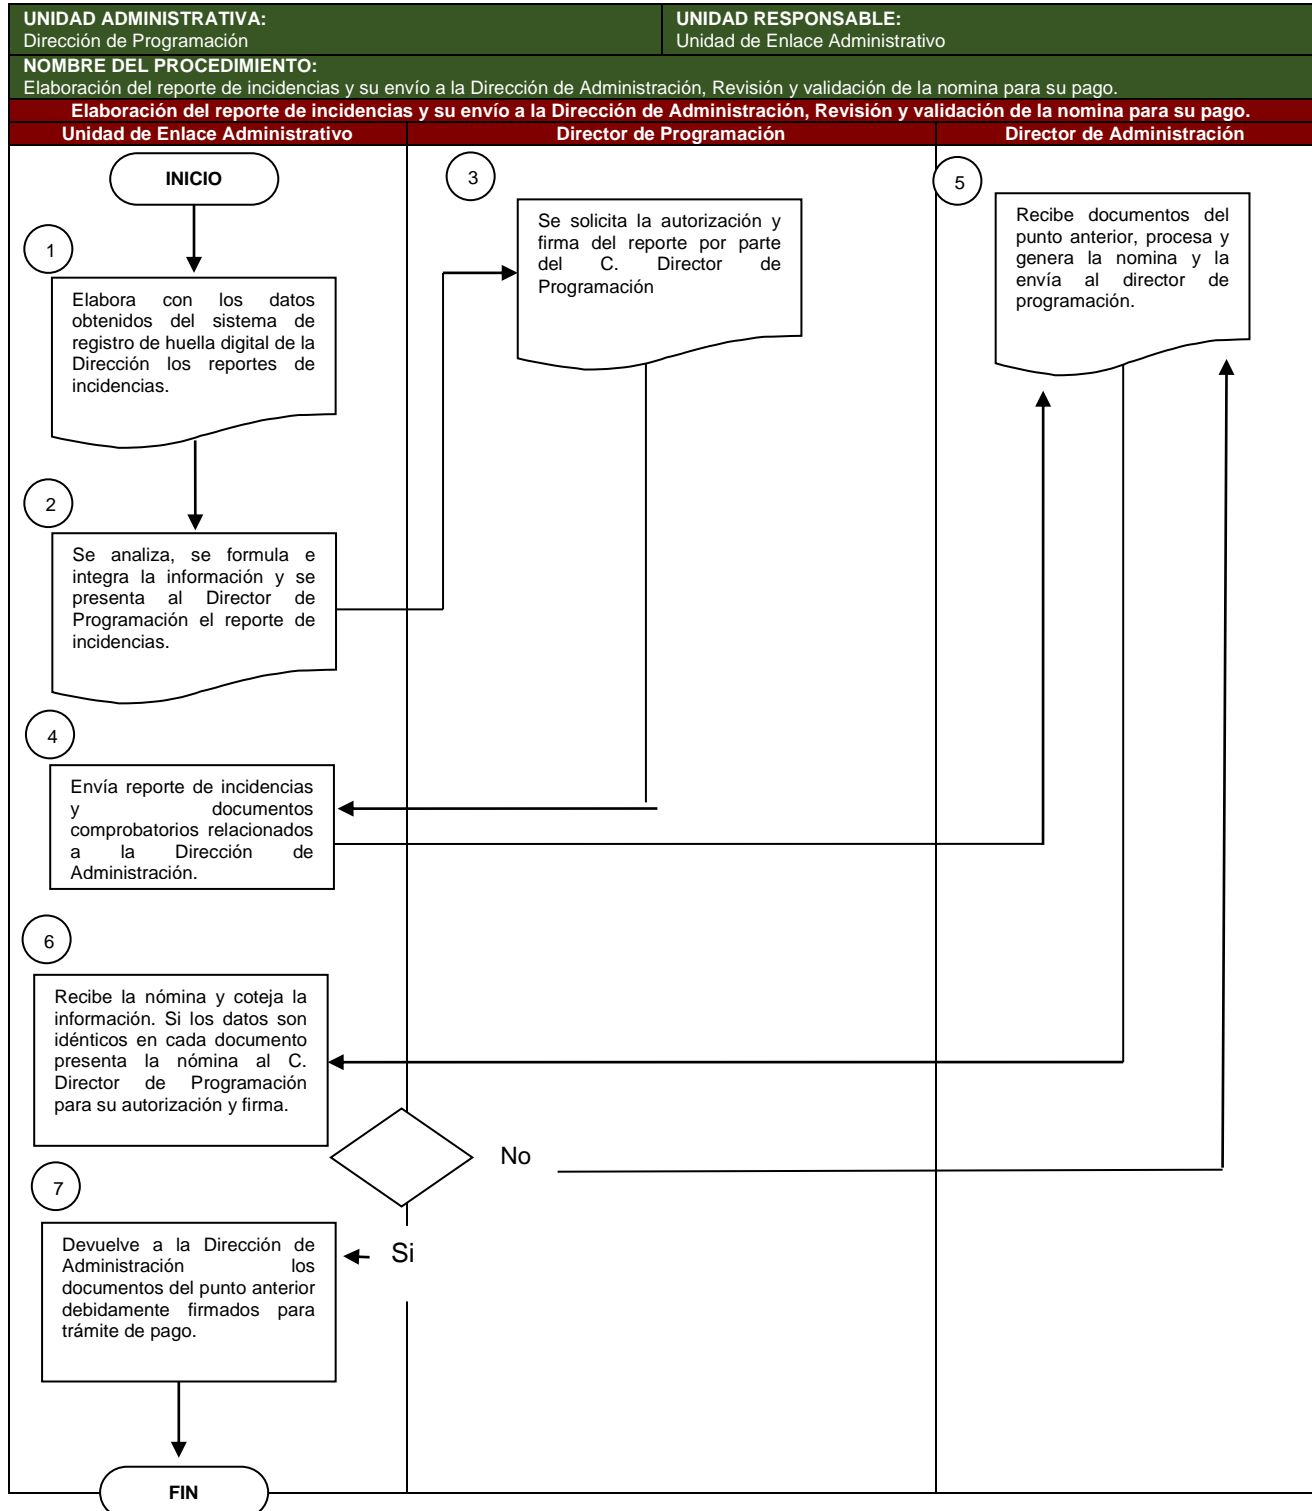 UNIDAD ADMINISTRATIVA:
Dirección de Programación
UNIDAD RESPONSABLE:
Unidad de Enlace Administrativo
NOMBRE DEL PROCEDIMIENTO:
Elaboración del reporte de incidencias y su envío a la Dirección de Administración, Revisión y validación de la nomina para su pago.
Elaboración del reporte de incidencias y su envío a la Dirección de Administración, Revisión y validación de la nomina para su pago.
Unidad de Enlace Administrativo
Director de Programación
Director de Administración
INICIO
1
Elabora con los datos
obtenidos del sistema de
registro de huella digital de la
Dirección los reportes de
incidencias.
2
Se analiza, se formula e
integra la información y se
presenta al Director de
Programación el reporte de
incidencias.
3
Se solicita la autorización y
firma del reporte por parte
del C. Director de
Programación
4
Envía reporte de incidencias
y documentos
comprobatorios relacionados
a la Dirección de
Administración.
5
Recibe documentos del
punto anterior, procesa y
genera la nomina y la
envía al director de
programación.
6
Recibe la nómina y coteja la
información. Si los datos son
idénticos en cada documento
presenta la nómina al C.
Director de Programación
para su autorización y firma.
No
Si
7
Devuelve a la Dirección de
Administración los
documentos del punto anterior
debidamente firmados para
trámite de pago.
FIN